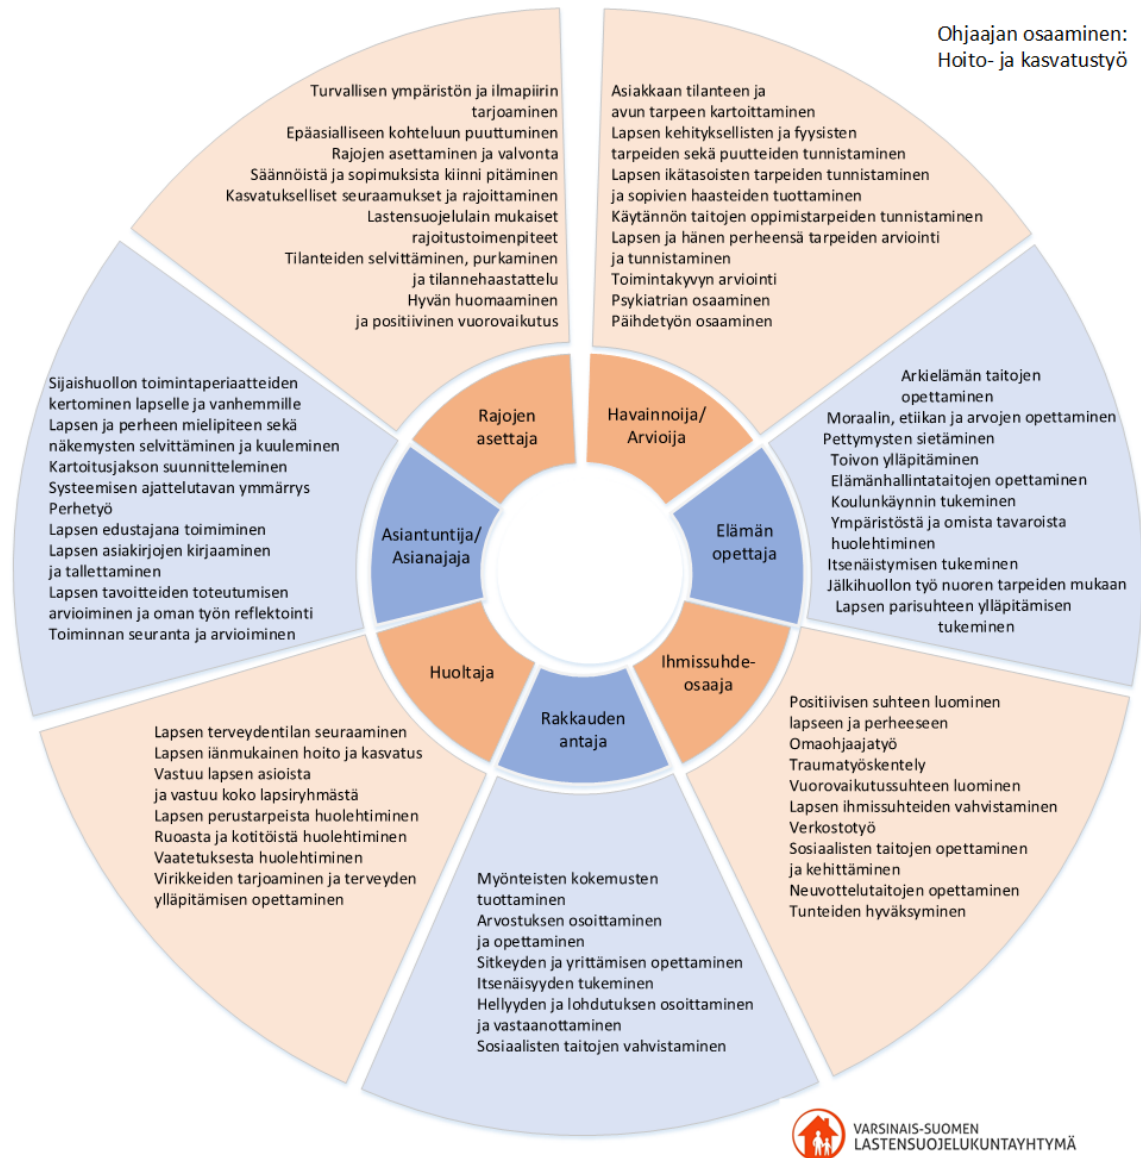 Ohjaajan osaaminen:
Hoito- ja kasvatustyö
Turvallisen ympäristön ja ilmapiirin
tarjoaminen
Epäasialliseen kohteluun puuttuminen
Rajojen asettaminen ja valvonta
Säännöistä ja sopimuksista kiinni pitäminen
Kasvatukselliset seuraamukset ja rajoittaminen
Lastensuojelulain mukaiset
rajoitustoimenpiteet
Tilanteiden selvittäminen, purkaminen
ja tilannehaastattelu
Hyvän huomaaminen
ja positiivinen vuorovaikutus
Asiakkaan tilanteen ja
avun tarpeen kartoittaminen
Lapsen kehityksellisten ja fyysisten
tarpeiden sekä puutteiden tunnistaminen
Lapsen ikätasoisten tarpeiden tunnistaminen
ja sopivien haasteiden tuottaminen
Käytännön taitojen oppimistarpeiden tunnistaminen
Lapsen ja hänen perheensä tarpeiden arviointi
ja tunnistaminen
Toimintakyvyn arviointi
Psykiatrian osaaminen
Päihdetyön osaaminen
Arkielämän taitojen
opettaminen
Moraalin, etiikan ja arvojen opettaminen
Pettymysten sietäminen
Toivon ylläpitäminen
Elämänhallintataitojen opettaminen
Koulunkäynnin tukeminen
Ympäristöstä ja omista tavaroista
huolehtiminen
Itsenäistymisen tukeminen
Jälkihuollon työ nuoren tarpeiden mukaan
Lapsen parisuhteen ylläpitämisen
tukeminen
Positiivisen suhteen luominen
lapseen ja perheeseen
Omaohjaajatyö
Traumatyöskentely
Vuorovaikutussuhteen luominen
Lapsen ihmissuhteiden vahvistaminen
Verkostotyö
Sosiaalisten taitojen opettaminen
ja kehittäminen
Neuvottelutaitojen opettaminen
Tunteiden hyväksyminen
Myönteisten kokemusten
tuottaminen
Arvostuksen osoittaminen
ja opettaminen
Sitkeyden ja yrittämisen opettaminen
Itsenäisyyden tukeminen
Hellyyden ja lohdutuksen osoittaminen
ja vastaanottaminen
Sosiaalisten taitojen vahvistaminen
Lapsen terveydentilan seuraaminen
Lapsen iänmukainen hoito ja kasvatus
Vastuu lapsen asioista
ja vastuu koko lapsiryhmästä
Lapsen perustarpeista huolehtiminen
Ruoasta ja kotitöistä huolehtiminen
Vaatetuksesta huolehtiminen
Virikkeiden tarjoaminen ja terveyden
ylläpitämisen opettaminen
Sijaishuollon toimintaperiaatteiden
kertominen lapselle ja vanhemmille
Lapsen ja perheen mielipiteen sekä
näkemysten selvittäminen ja kuuleminen
Kartoitusjakson suunnitteleminen
Systeemisen ajattelutavan ymmärrys
Perhetyö
Lapsen edustajana toimiminen
Lapsen asiakirjojen kirjaaminen
ja tallettaminen
Lapsen tavoitteiden toteutumisen
arvioiminen ja oman työn reflektointi
Toiminnan seuranta ja arvioiminen
Rajojen
asettaja
Havainnoija/
Arvioija
Elämän
opettaja
Ihmissuhde-
osaaja
Rakkauden
antaja
Huoltaja
Asiantuntija/
Asianajaja
VARSINAIS-SUOMEN
LASTENSUOJELUKUNTAYHTYMÄ